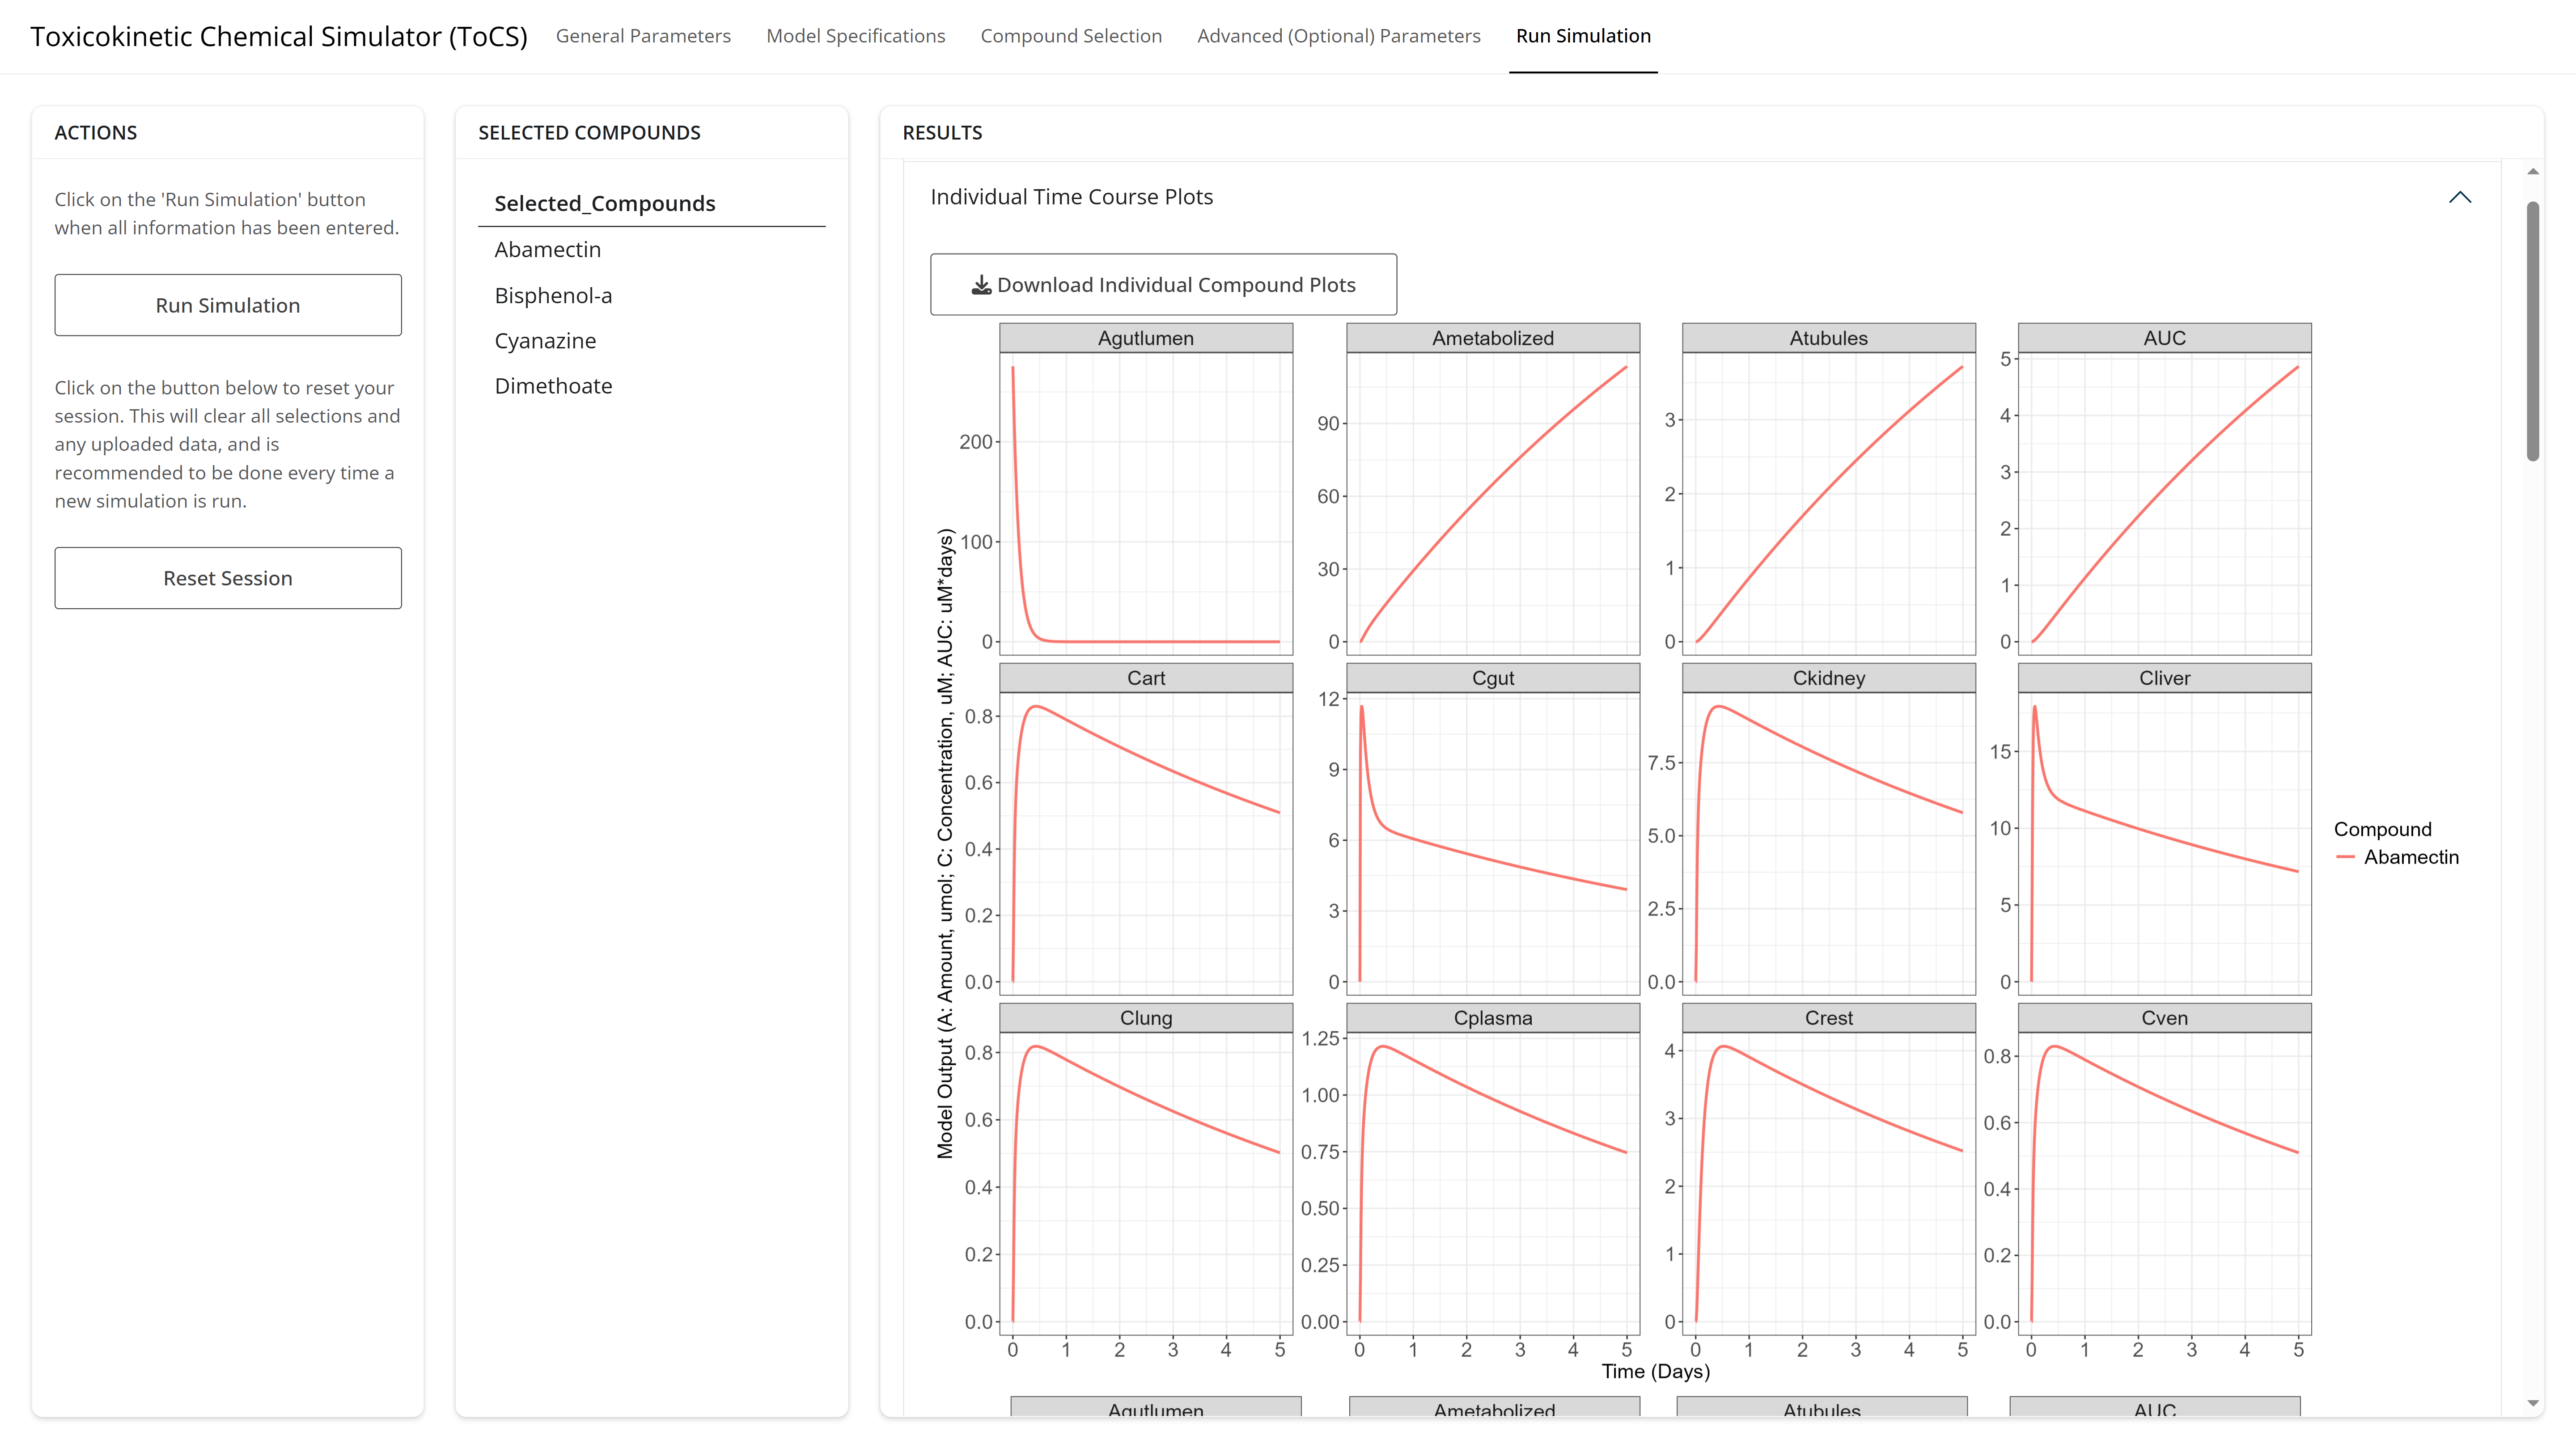 Toxicokinetic Chemical Simulator (ToCS)
General Parameters
Model Specifications
Compound Selection
Advanced (Optional) Parameters
Run Simulation
ACTIONS
Click on the 'Run Simulation' button
when all information has been entered.
Run Simulation
Click on the button below to reset your
session. This will clear all selections and
any uploaded data, and is
recommended to be done every time a
new simulation is run.
Reset Session
SELECTED COMPOUNDS
Selected_Compounds
Abamectin
Bisphenol-a
Cyanazine
Dimethoate
RESULTS
Individual Time Course Plots
Download Individual Compound Plots
Model Output (A: Amount, umol; C: Concentration, uM; AUC: uM*days)
Agutlumen
200
100
0
Ametabolized
90
60
30
0
Atubules
3
2
1
0
AUC
5
4
3
2
1
0
Cart
0.8
0.6
0.4
0.2
0.0
Cgut
12
9
6
3
0
Ckidney
7.5
5.0
2.5
0.0
Cliver
15
10
5
0
Clung
0.8
0.6
0.4
0.2
0.0
0 1 2 3 4 5
Cplasma
1.25
1.00
0.75
0.50
0.25
0.00
0 1 2 3 4 5
Crest
4
3
2
1
0
0 1 2 3 4 5
Cven
0.8
0.6
0.4
0.2
0.0
0 1 2 3 4 5
Time (Days)
Compound
Abamectin
Agutlumen
Ametabolized
Atubules
AUC